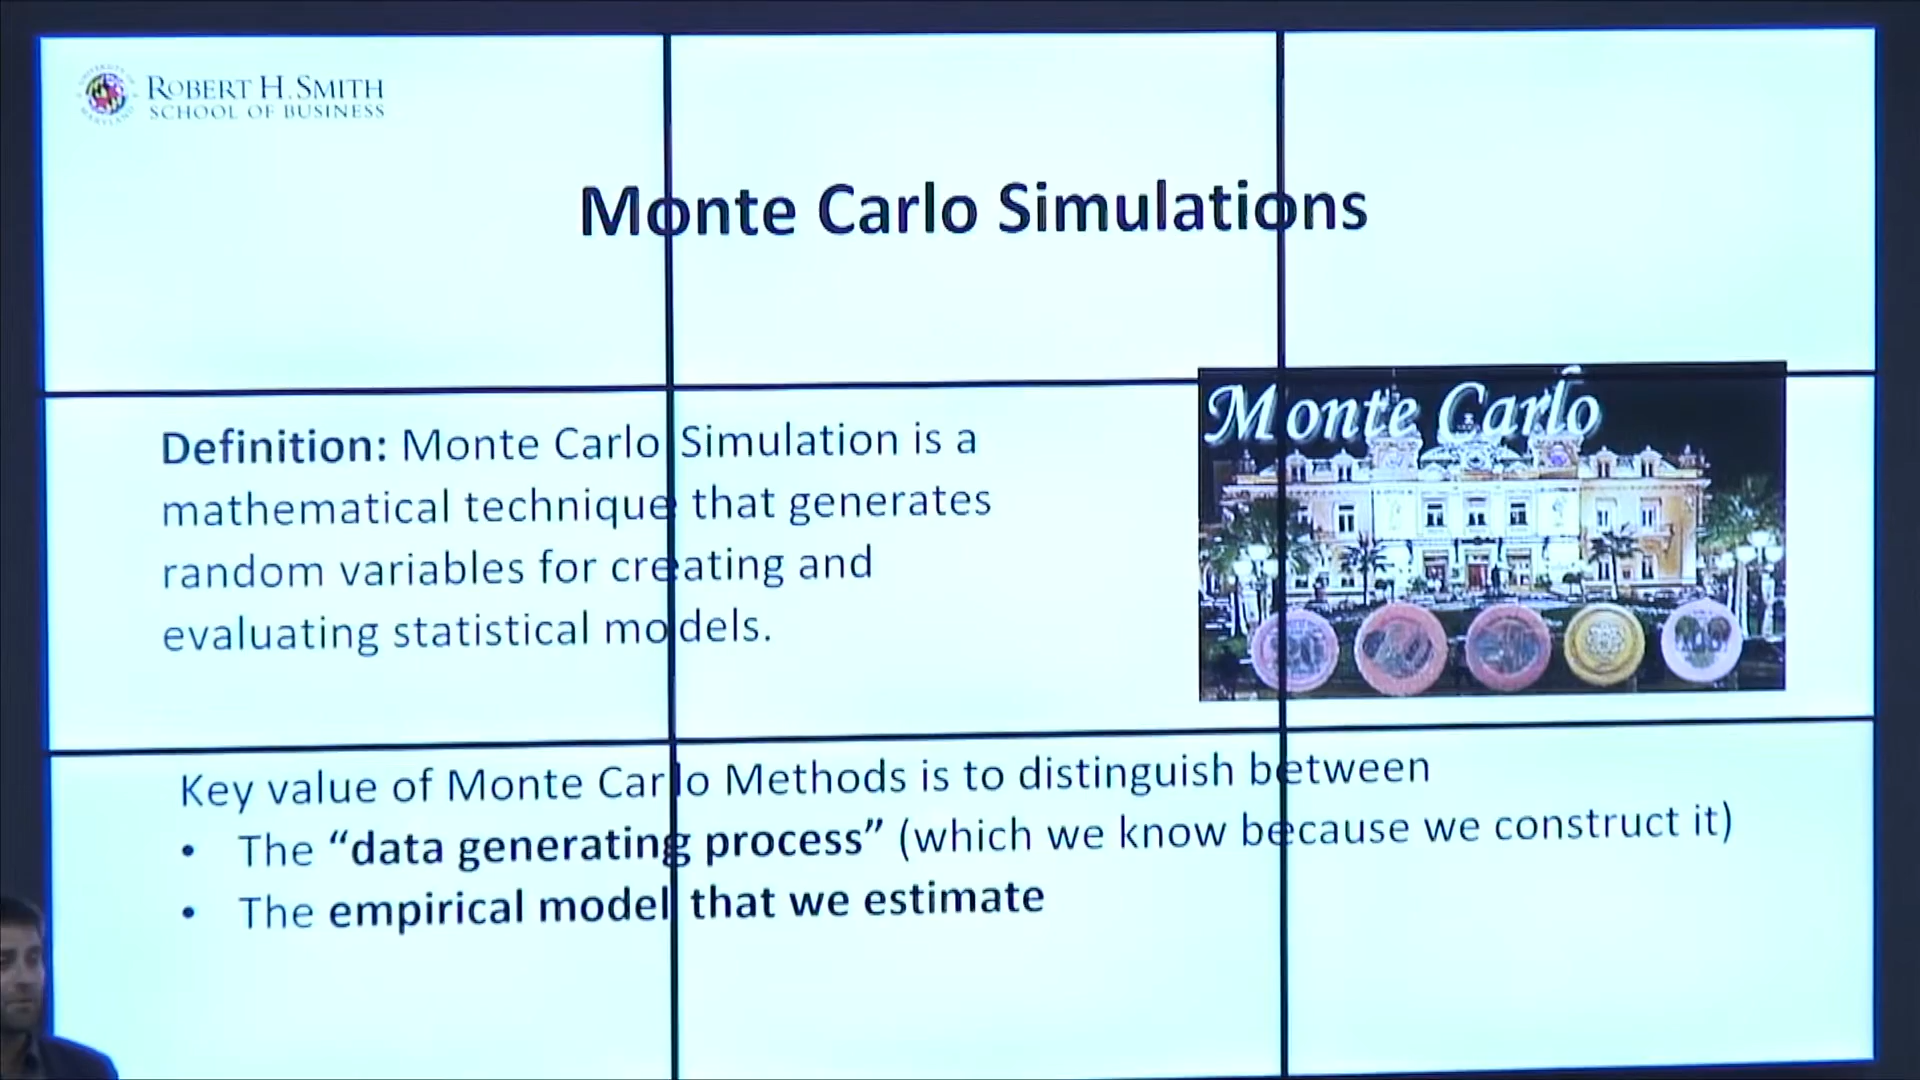 ROBERT H. SMITH
SCHOOL OF BUSINESS
Monte Carlo Simulations
Definition: Monte Carlo Simulation is a
mathematical technique that generates
random variables for creating and
evaluating statistical models.
Monte Carlo
Key value of Monte Carlo Methods is to distinguish between
• The “data generating process” (which we know because we construct it)
• The empirical model that we estimate